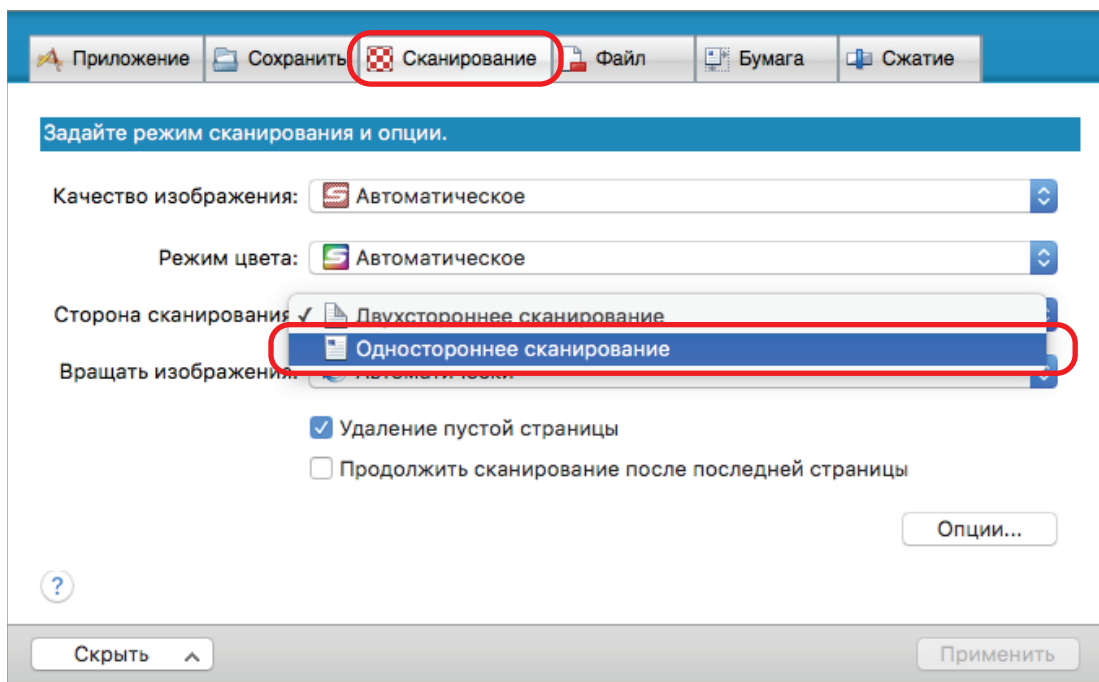 Приложение Сохранить Сканирование Файл Бумага Сжатие
Задайте режим сканирования и опции.
Качество изображения: Автоматическое
Режим цвета: Автоматическое
Сторона сканирования ✓ Двухстороннее сканирование
Одностороннее сканирование
Вращать изображения: Автоматически
Удаление пустой страницы
Продолжить сканирование после последней страницы
Опции...
?
Скрыть Применить